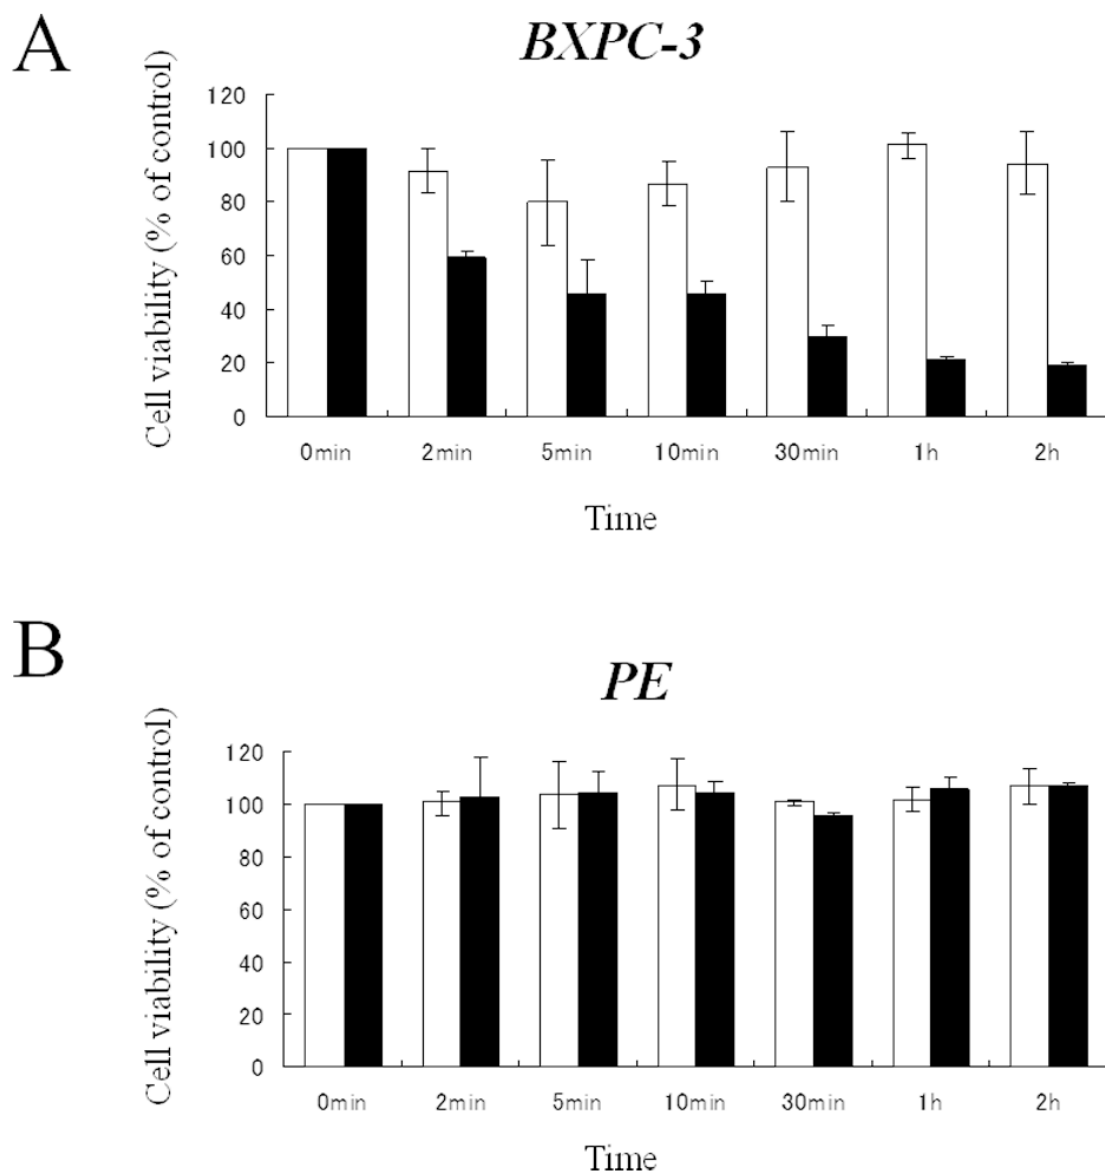 A
BXPC-3
Cell viability (% of control)
120
100
80
60
40
20
0
0min 2min 5min 10min 30min 1h 2h
Time
B
PE
Cell viability (% of control)
120
100
80
60
40
20
0
0min 2min 5min 10min 30min 1h 2h
Time